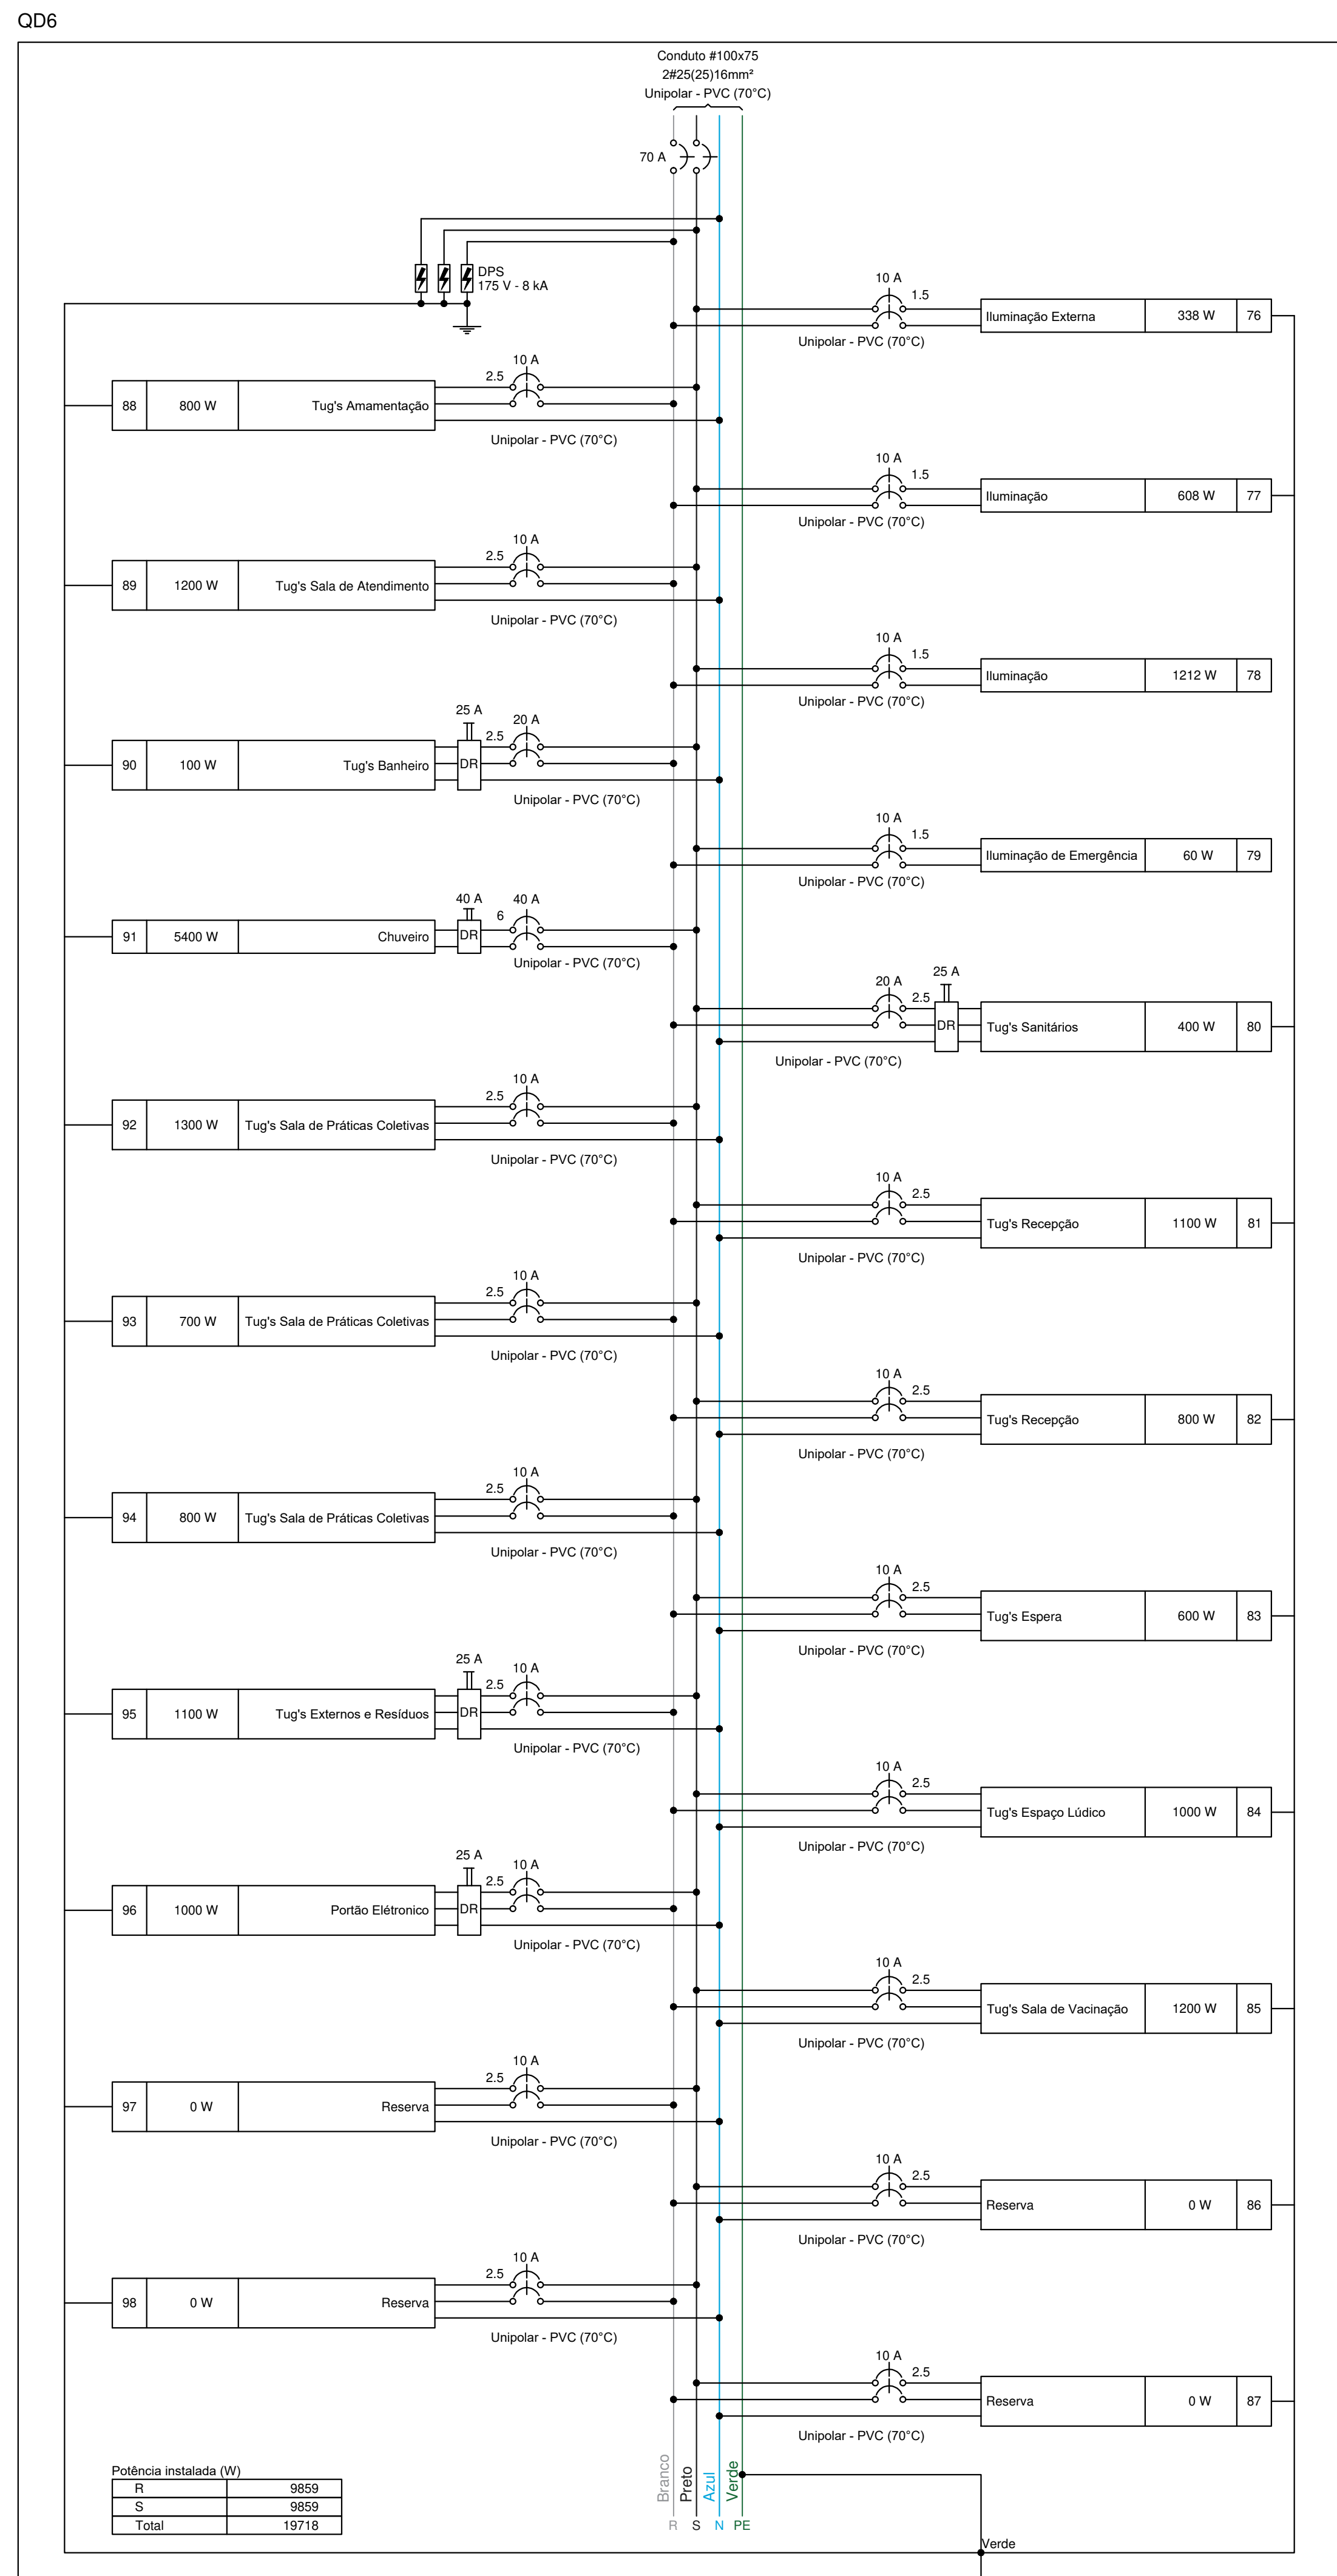 QD6
Conduto #100x75
2#25(25)16mm²
Unipolar - PVC (70°C)
70 A
DPS
175 V - 8 kA
10 A
1.5
Iluminação Externa 338 W 76
Unipolar - PVC (70°C)
10 A
2.5
88 800 W Tug's Amamentação
Unipolar - PVC (70°C)
10 A
1.5
Iluminação 608 W 77
Unipolar - PVC (70°C)
10 A
2.5
89 1200 W Tug's Sala de Atendimento
Unipolar - PVC (70°C)
10 A
1.5
Iluminação 1212 W 78
Unipolar - PVC (70°C)
25 A
20 A
2.5
90 100 W Tug's Banheiro DR
Unipolar - PVC (70°C)
10 A
1.5
Iluminação de Emergência 60 W 79
Unipolar - PVC (70°C)
40 A 40 A
6
91 5400 W Chuveiro DR
Unipolar - PVC (70°C)
25 A
20 A
2.5
DR Tug's Sanitários 400 W 80
Unipolar - PVC (70°C)
10 A
2.5
92 1300 W Tug's Sala de Práticas Coletivas
Unipolar - PVC (70°C)
10 A
2.5
Tug's Recepção 1100 W 81
Unipolar - PVC (70°C)
10 A
2.5
93 700 W Tug's Sala de Práticas Coletivas
Unipolar - PVC (70°C)
10 A
2.5
Tug's Recepção 800 W 82
Unipolar - PVC (70°C)
10 A
2.5
94 800 W Tug's Sala de Práticas Coletivas
Unipolar - PVC (70°C)
10 A
2.5
Tug's Espera 600 W 83
Unipolar - PVC (70°C)
25 A
10 A
2.5
95 1100 W Tug's Externos e Resíduos DR
Unipolar - PVC (70°C)
10 A
2.5
Tug's Espaço Lúdico 1000 W 84
Unipolar - PVC (70°C)
25 A
10 A
2.5
96 1000 W Portão Elétronico DR
Unipolar - PVC (70°C)
10 A
2.5
Tug's Sala de Vacinação 1200 W 85
Unipolar - PVC (70°C)
10 A
2.5
97 0 W Reserva
Unipolar - PVC (70°C)
10 A
2.5
Reserva 0 W 86
Unipolar - PVC (70°C)
10 A
2.5
98 0 W Reserva
Unipolar - PVC (70°C)
10 A
2.5
Reserva 0 W 87
Unipolar - PVC (70°C)
Potência instalada (W)
R 9859
S 9859
Total 19718
Branco
Preto
Azul
Verde
R S N PE
Verde